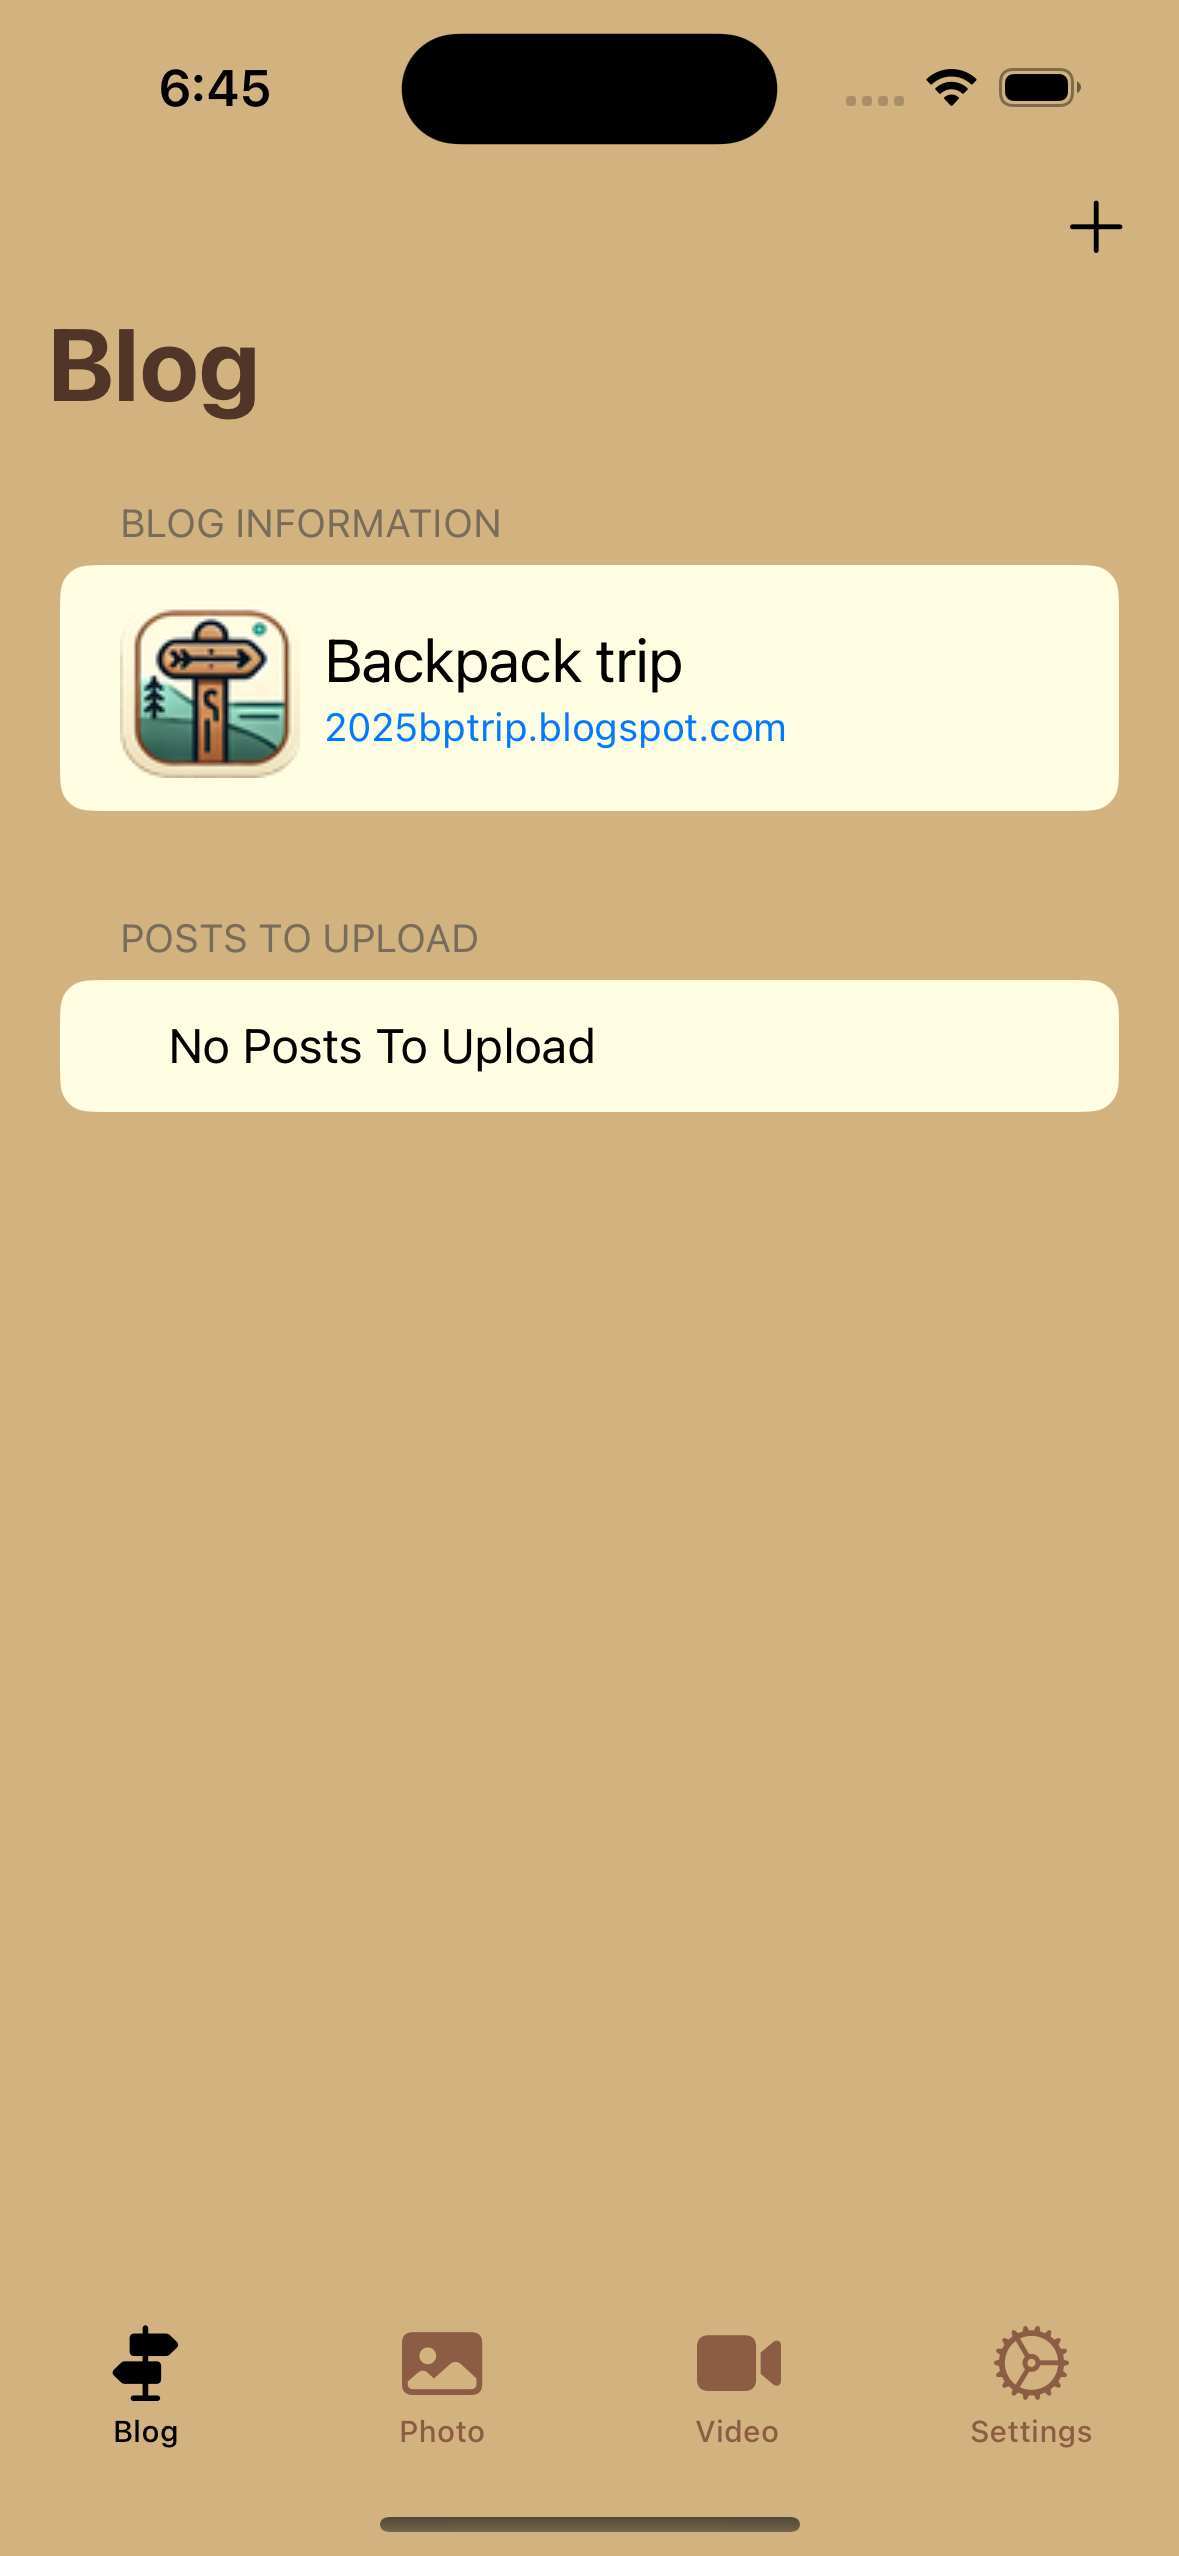 6:45
Blog
BLOG INFORMATION
Backpack trip
2025bptrip.blogspot.com
POSTS TO UPLOAD
No Posts To Upload
Blog
Photo
Video
Settings